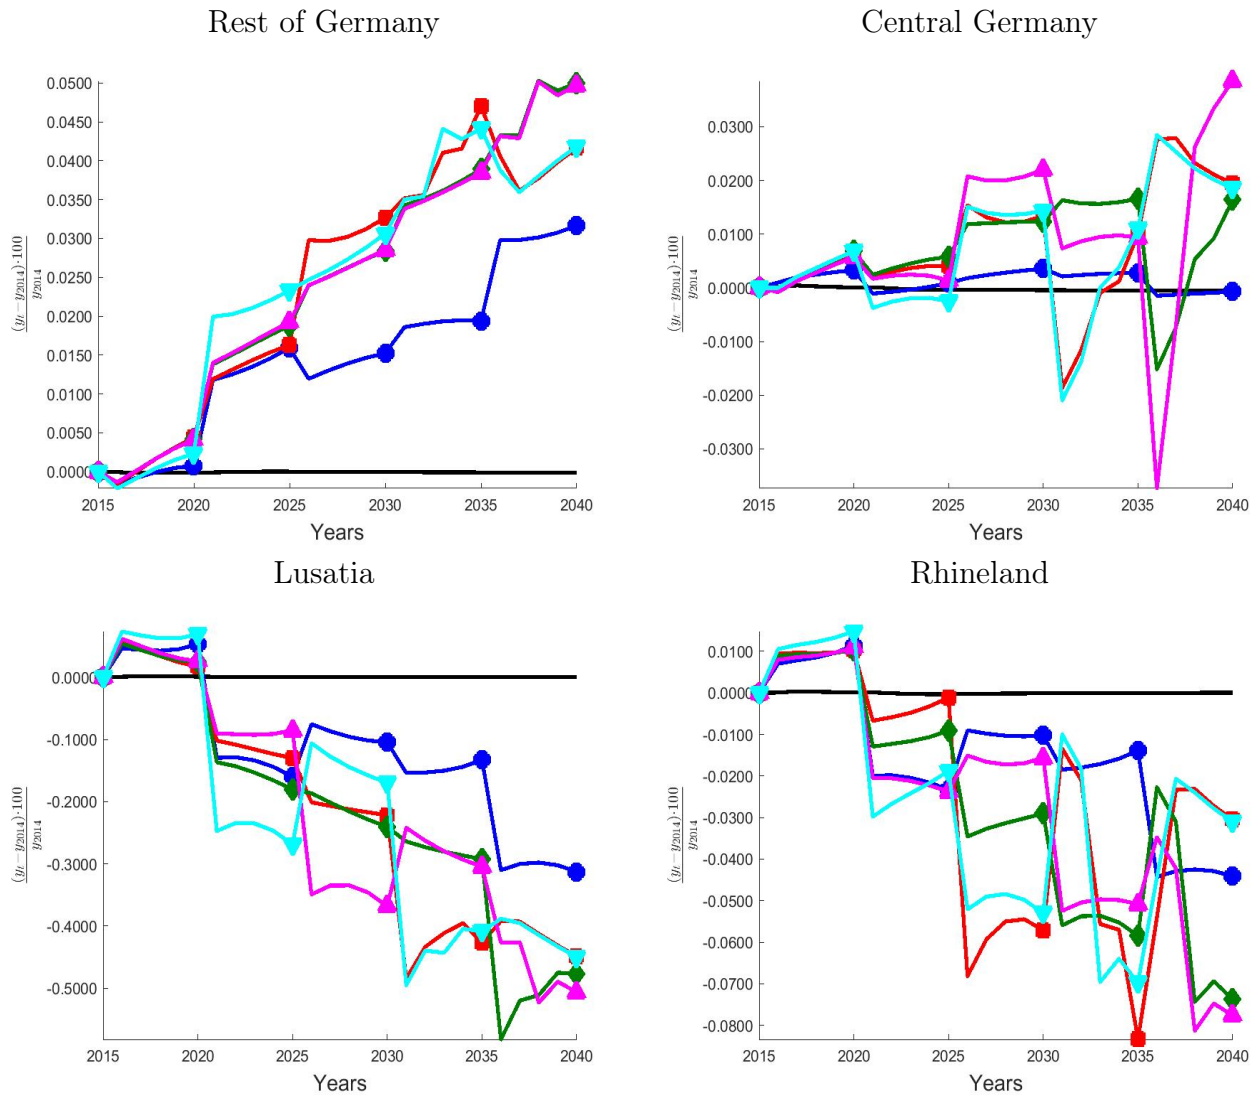 Rest of Germany
0.0500
0.0450
0.0400
0.0350
0.0300
0.0250
0.0200
0.0150
0.0100
0.0050
0.0000
(y_t − y_2014)·100
y_2014
2015 2020 2025 2030 2035 2040
Years
Central Germany
0.0300
0.0200
0.0100
0.0000
-0.0100
-0.0200
-0.0300
(y_t − y_2014)·100
y_2014
2015 2020 2025 2030 2035 2040
Years
Lusatia
0.0000
-0.1000
-0.2000
-0.3000
-0.4000
-0.5000
(y_t − y_2014)·100
y_2014
2015 2020 2025 2030 2035 2040
Years
Rhineland
0.0100
0.0000
-0.0100
-0.0200
-0.0300
-0.0400
-0.0500
-0.0600
-0.0700
-0.0800
(y_t − y_2014)·100
y_2014
2015 2020 2025 2030 2035 2040
Years